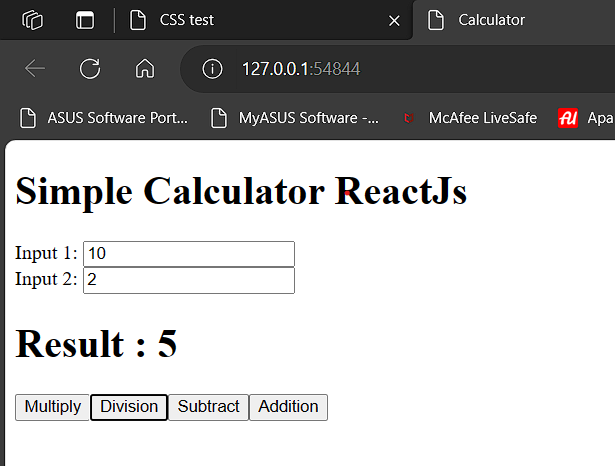 CSS test
Calculator
127.0.0.1:54844
ASUS Software Port...
MyASUS Software -...
McAfee LiveSafe
Apa
Simple Calculator ReactJs
Input 1: 10
Input 2: 2
Result : 5
Multiply Division Subtract Addition